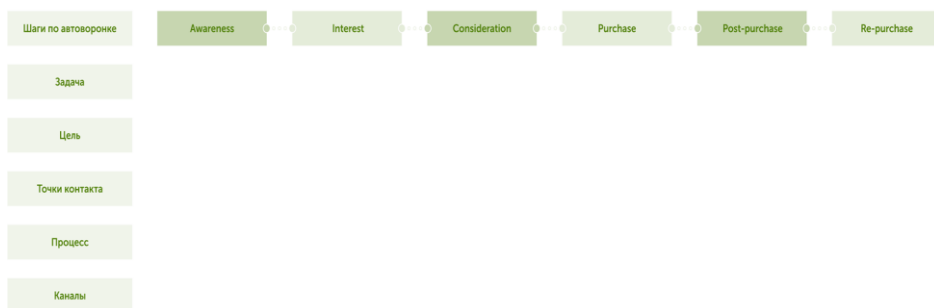 Шаги по автоворонке
Awareness
Interest
Consideration
Purchase
Post-purchase
Re-purchase
Задача
Цель
Точки контакта
Процесс
Каналы